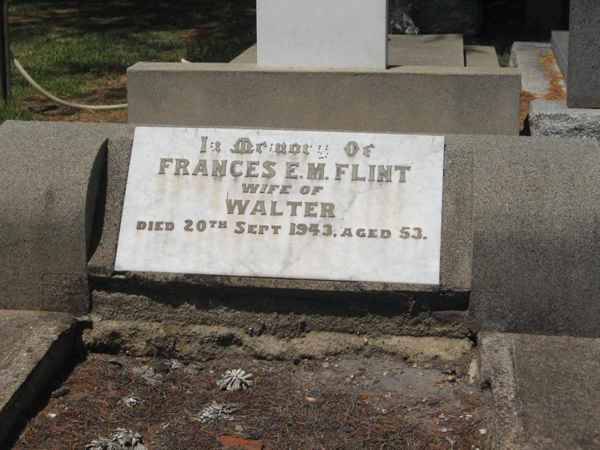 In Memory Of
FRANCES E.M. FLINT
WIFE OF
WALTER
DIED 20TH SEPT 1943, AGED 53.